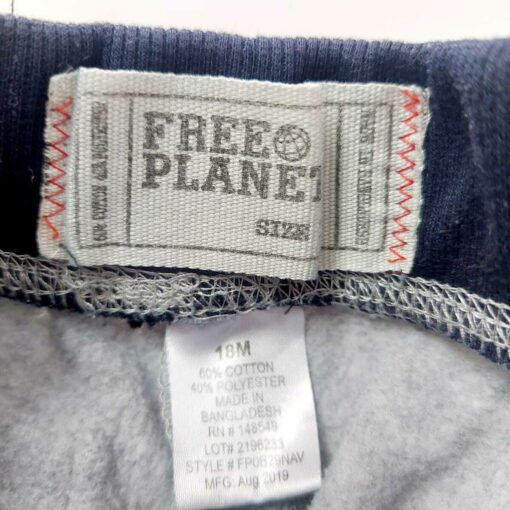 FREE
PLANET
SIZE
18M
60% COTTON
40% POLYESTER
MADE IN
BANGLADESH
RN # 148549
LOT# 2196233
STYLE # FP0829NAV
MFG: Aug 2019